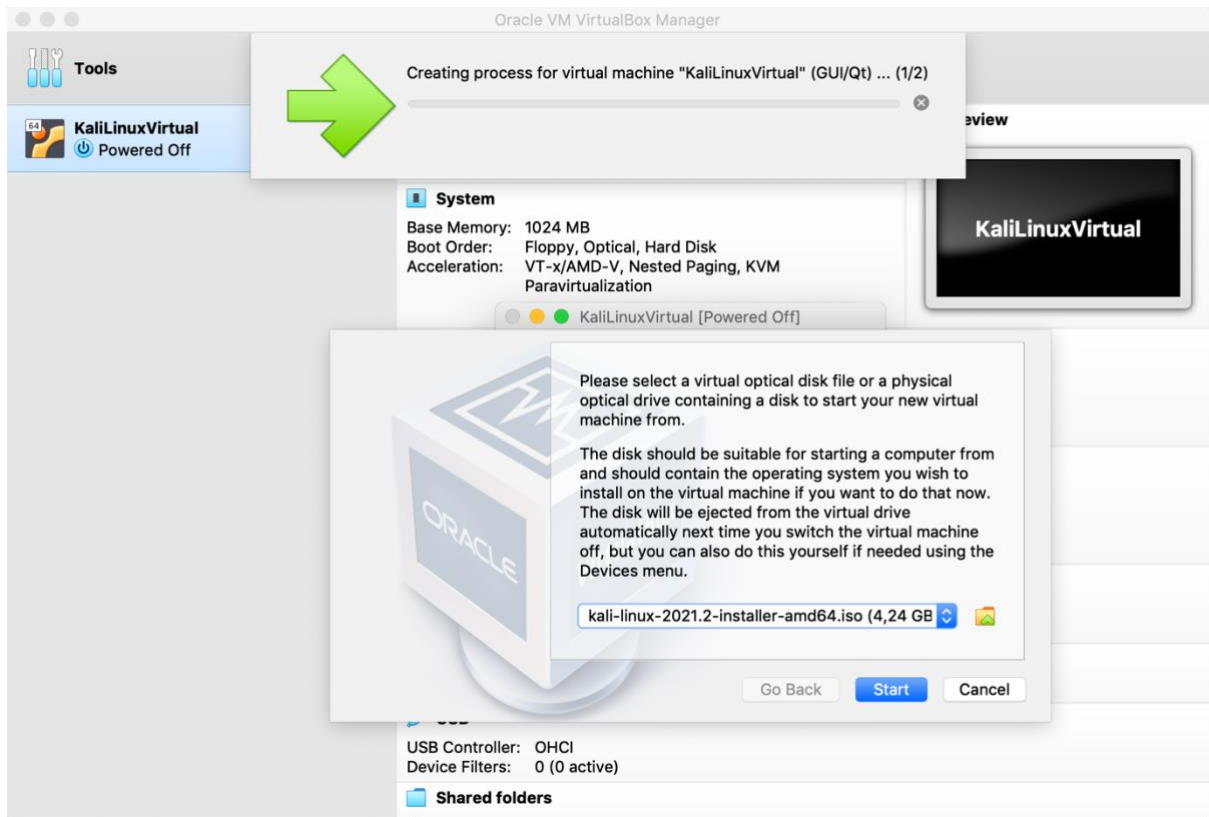 Oracle VM VirtualBox Manager
Tools
Creating process for virtual machine "KaliLinuxVirtual" (GUI/Qt) ... (1/2)
64
KaliLinuxVirtual
Powered Off
eview
KaliLinuxVirtual
System
Base Memory: 1024 MB
Boot Order: Floppy, Optical, Hard Disk
Acceleration: VT-x/AMD-V, Nested Paging, KVM
Paravirtualization
KaliLinuxVirtual [Powered Off]
ORACLE
Please select a virtual optical disk file or a physical
optical drive containing a disk to start your new virtual
machine from.
The disk should be suitable for starting a computer from
and should contain the operating system you wish to
install on the virtual machine if you want to do that now.
The disk will be ejected from the virtual drive
automatically next time you switch the virtual machine
off, but you can also do this yourself if needed using the
Devices menu.
kali-linux-2021.2-installer-amd64.iso (4,24 GB
Go Back
Start
Cancel
USB Controller: OHCI
Device Filters: 0 (0 active)
Shared folders